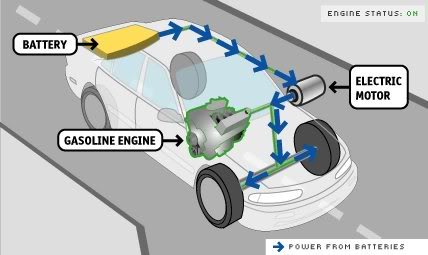 ENGINE STATUS: ON
BATTERY
ELECTRIC
MOTOR
GASOLINE ENGINE
POWER FROM BATTERIES